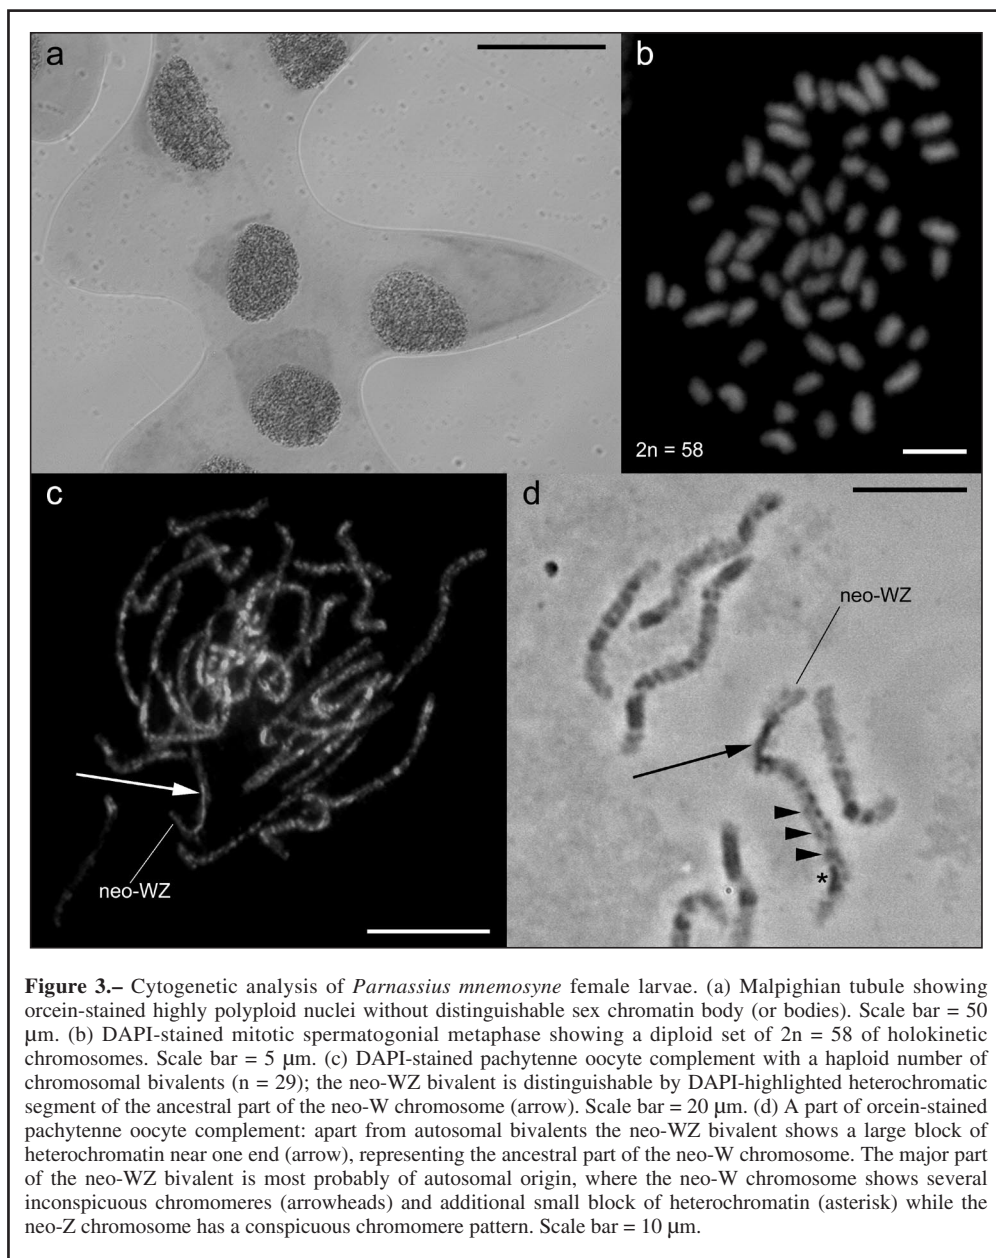 a
b
2n = 58
c
neo-WZ
d
neo-WZ
*
Figure 3.– Cytogenetic analysis of Parnassius mnemosyne female larvae. (a) Malpighian tubule showing
orcein-stained highly polyploid nuclei without distinguishable sex chromatin body (or bodies). Scale bar = 50
µm. (b) DAPI-stained mitotic spermatogonial metaphase showing a diploid set of 2n = 58 of holokinetic
chromosomes. Scale bar = 5 µm. (c) DAPI-stained pachytenne oocyte complement with a haploid number of
chromosomal bivalents (n = 29); the neo-WZ bivalent is distinguishable by DAPI-highlighted heterochromatic
segment of the ancestral part of the neo-W chromosome (arrow). Scale bar = 20 µm. (d) A part of orcein-stained
pachytenne oocyte complement: apart from autosomal bivalents the neo-WZ bivalent shows a large block of
heterochromatin near one end (arrow), representing the ancestral part of the neo-W chromosome. The major part
of the neo-WZ bivalent is most probably of autosomal origin, where the neo-W chromosome shows several
inconspicuous chromomeres (arrowheads) and additional small block of heterochromatin (asterisk) while the
neo-Z chromosome has a conspicuous chromomere pattern. Scale bar = 10 µm.